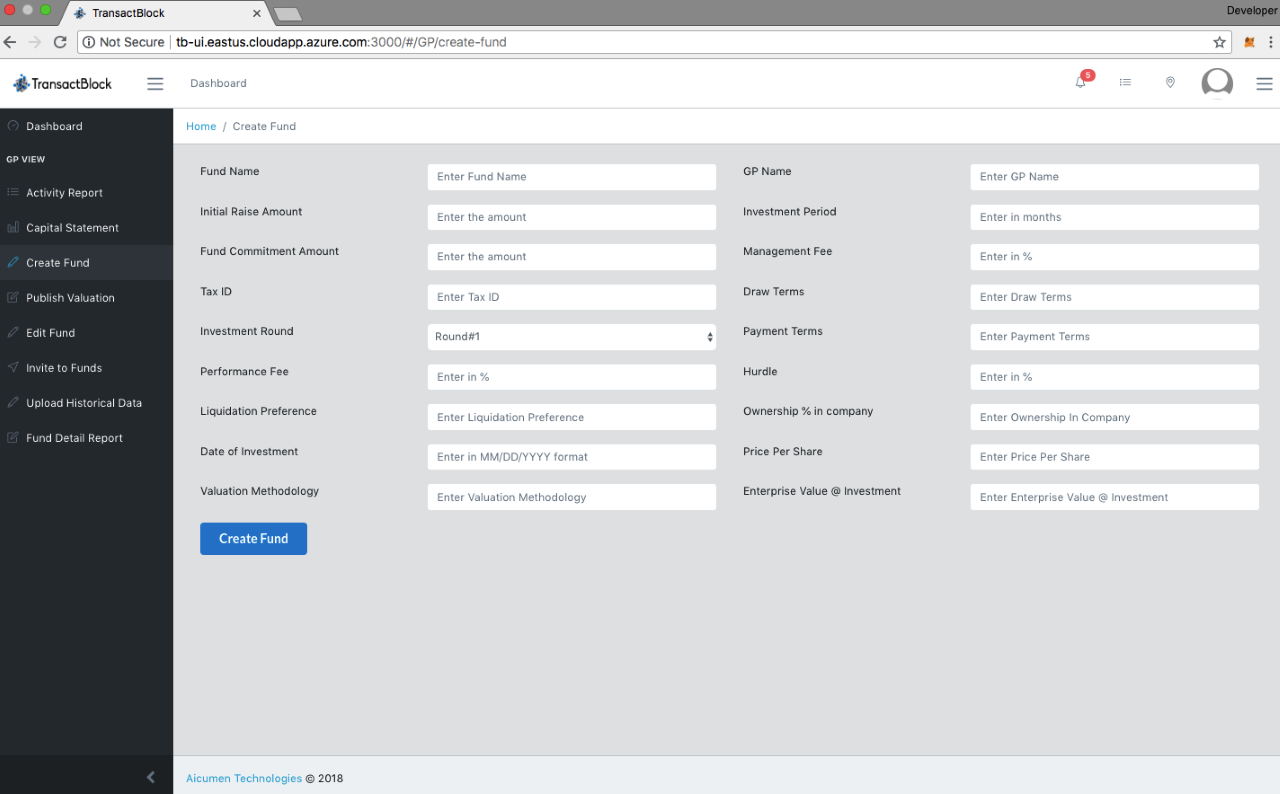 TransactBlock
Developer
Not Secure tb-ui.eastus.cloudapp.azure.com:3000/#/GP/create-fund
TransactBlock
Dashboard
5
Dashboard
GP VIEW
Activity Report
Capital Statement
Create Fund
Publish Valuation
Edit Fund
Invite to Funds
Upload Historical Data
Fund Detail Report
Home / Create Fund
Fund Name Enter Fund Name GP Name Enter GP Name
Initial Raise Amount Enter the amount Investment Period Enter in months
Fund Commitment Amount Enter the amount Management Fee Enter in %
Tax ID Enter Tax ID Draw Terms Enter Draw Terms
Investment Round Round#1 Payment Terms Enter Payment Terms
Performance Fee Enter in % Hurdle Enter in %
Liquidation Preference Enter Liquidation Preference Ownership % in company Enter Ownership In Company
Date of Investment Enter in MM/DD/YYYY format Price Per Share Enter Price Per Share
Valuation Methodology Enter Valuation Methodology Enterprise Value @ Investment Enter Enterprise Value @ Investment
Create Fund
Aicumen Technologies © 2018